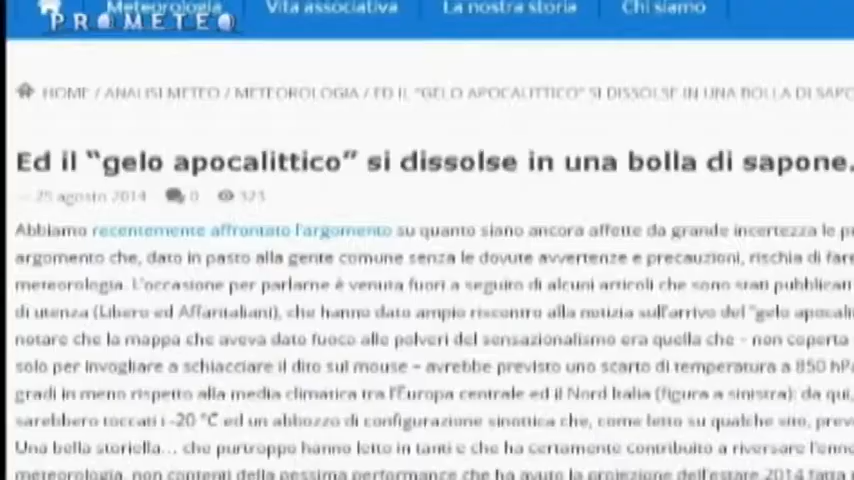 Meteorologia Vita associativa La nostra storia Chi siamo
PROMETEO
HOME / ANALISI METEO / METEOROLOGIA / ED IL "GELO APOCALITTICO" SI DISSOLSE IN UNA BOLLA DI SAPO
Ed il "gelo apocalittico" si dissolse in una bolla di sapone.
25 agosto 2014 0 323
Abbiamo recentemente affrontato l'argomento su quanto siano ancora affette da grande incertezza le p
argomento che, dato in pasto alla gente comune senza le dovute avvertenze e precauzioni, rischia di fare
meteorologia. L'occasione per parlarne è venuta fuori a seguito di alcuni articoli che sono stati pubblicati
di utenza (Libero ed Affaritaliani), che hanno dato ampio riscontro alla notizia sull'arrivo del "gelo apocali
notare che la mappa che aveva dato fuoco alle polveri del sensazionalismo era quella che - non coperta
solo per invogliare a schiacciare il dito sul mouse - avrebbe previsto uno scarto di temperatura a 850 hPa
gradi in meno rispetto alla media climatica tra l'Europa centrale ed il Nord Italia (figura a sinistra): da qui,
sarebbero toccati i -20 °C ed un abbozzo di configurazione sinottica che, come letto su qualche sito, prev
Una bella storiella... che purtroppo hanno letto in tanti e che ha certamente contribuito a riversare l'enne
meteorologia, non contenti della pessima performance che ha avuto la proiezione dell'estate 2014 fatta